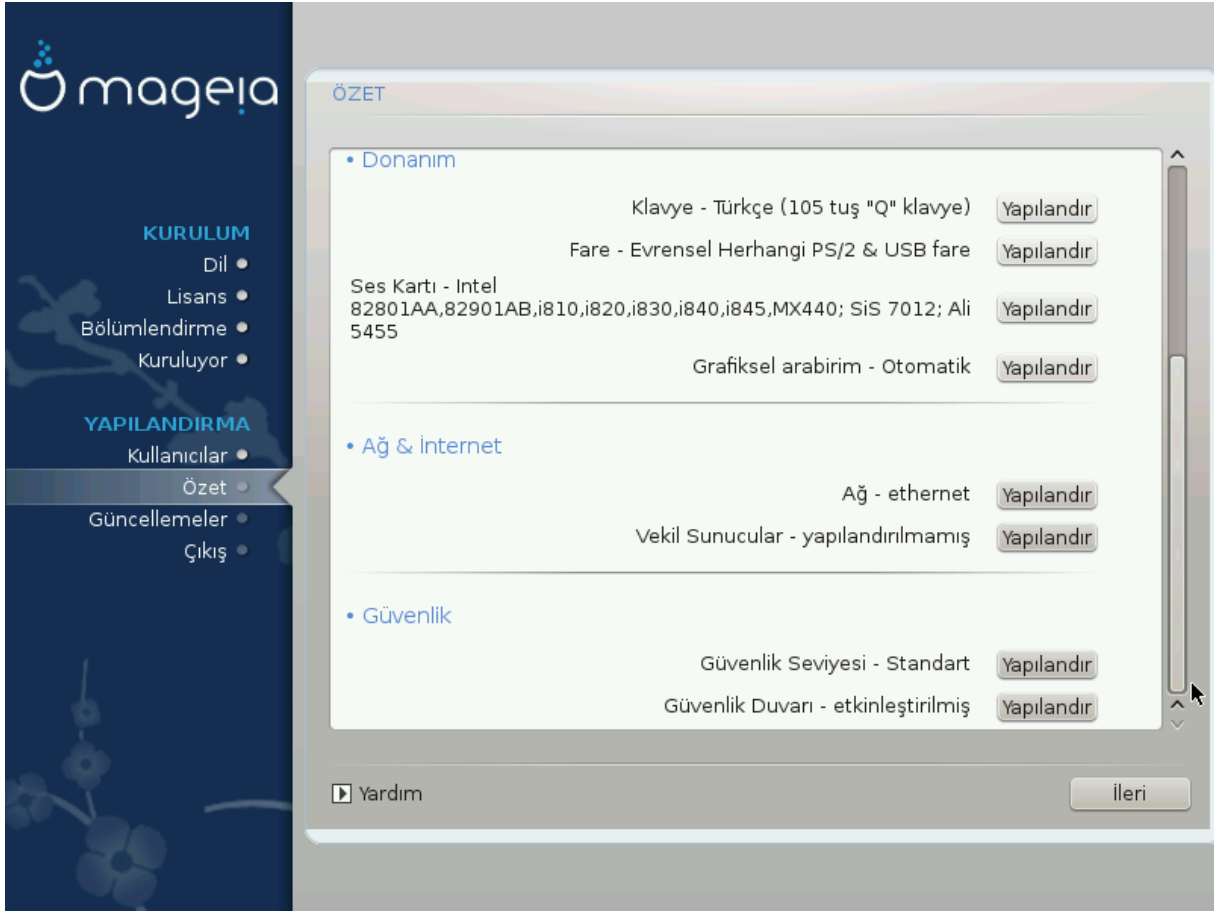 mageia
KURULUM
Dil
Lisans
Bölümlendirme
Kuruluyor
YAPILANDIRMA
Kullanıcılar
Özet
Güncellemeler
Çıkış
ÖZET
• Donanım
Klavye - Türkçe (105 tuş "Q" klavye) Yapılandır
Fare - Evrensel Herhangi PS/2 & USB fare Yapılandır
Ses Kartı - Intel
82801AA,82901AB,i810,i820,i830,i840,i845,MX440; SiS 7012; Ali Yapılandır
5455
Grafiksel arabirim - Otomatik Yapılandır
• Ağ & İnternet
Ağ - ethernet Yapılandır
Vekil Sunucular - yapılandırılmamış Yapılandır
• Güvenlik
Güvenlik Seviyesi - Standart Yapılandır
Güvenlik Duvarı - etkinleştirilmiş Yapılandır
Yardım
İleri